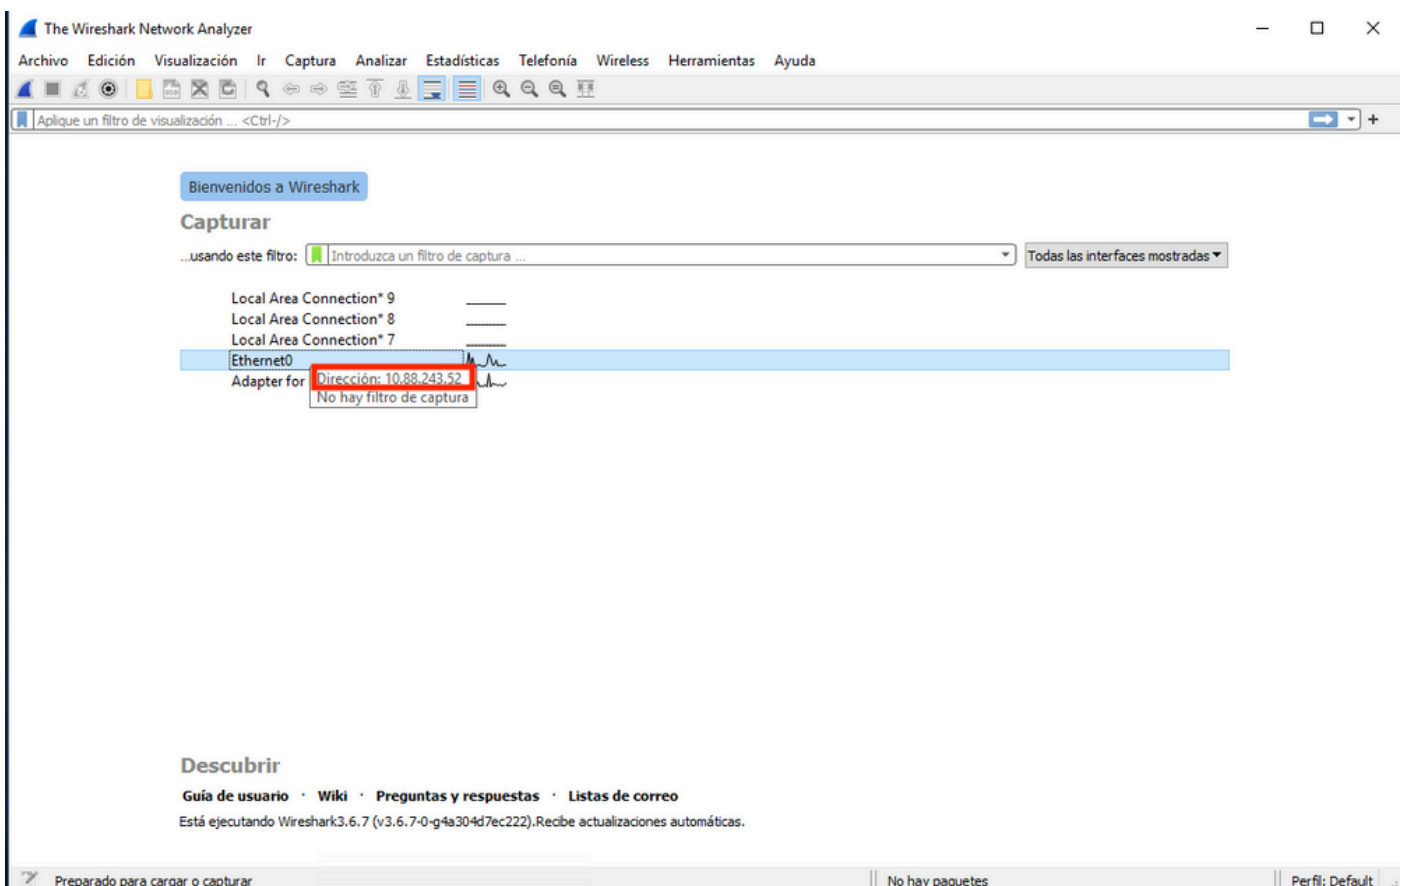 The Wireshark Network Analyzer
Archivo Edición Visualización Ir Captura Analizar Estadísticas Telefonía Wireless Herramientas Ayuda
Aplique un filtro de visualización ... <Ctrl-/>
Bienvenidos a Wireshark
Capturar
...usando este filtro: Introduzca un filtro de captura ... Todas las interfaces mostradas
Local Area Connection* 9
Local Area Connection* 8
Local Area Connection* 7
Ethernet0
Adapter for Dirección: 10.88.243.52
No hay filtro de captura
Descubrir
Guía de usuario · Wiki · Preguntas y respuestas · Listas de correo
Está ejecutando Wireshark3.6.7 (v3.6.7-0-g4a304d7ec222).Recibe actualizaciones automáticas.
Preparado para cargar o capturar No hay paquetes Perfil: Default